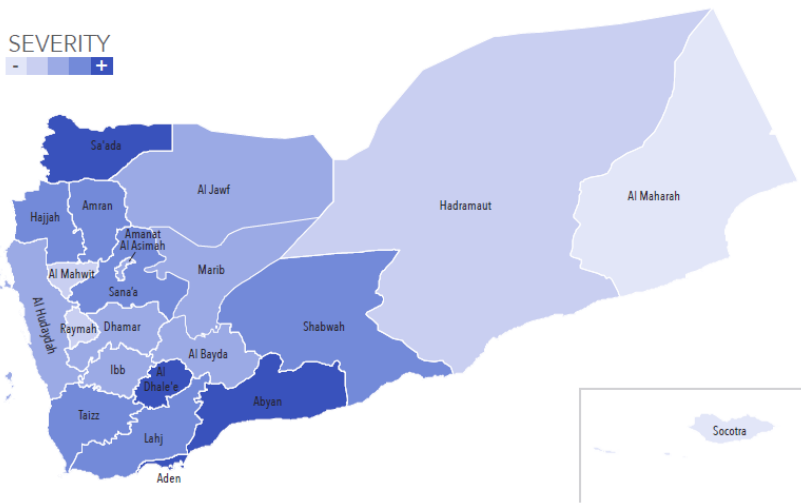 SEVERITY
- +
Sa'ada
Al Jawf
Hadramaut
Al Maharah
Hajjah
Amran
Amanat
Al Asimah
Al Mahwit
Marib
Sana'a
Al Hudaydah
Raymah
Dhamar
Shabwah
Al Bayda
Ibb
Al
Dhale'e
Abyan
Taizz
Lahj
Aden
Socotra